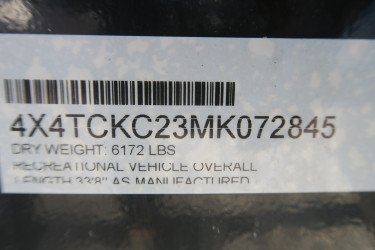 4X4TCKC23MK072845
DRY WEIGHT: 6172 LBS
RECREATIONAL VEHICLE OVERALL
LENGTH 33'8" AS MANUFACTURED